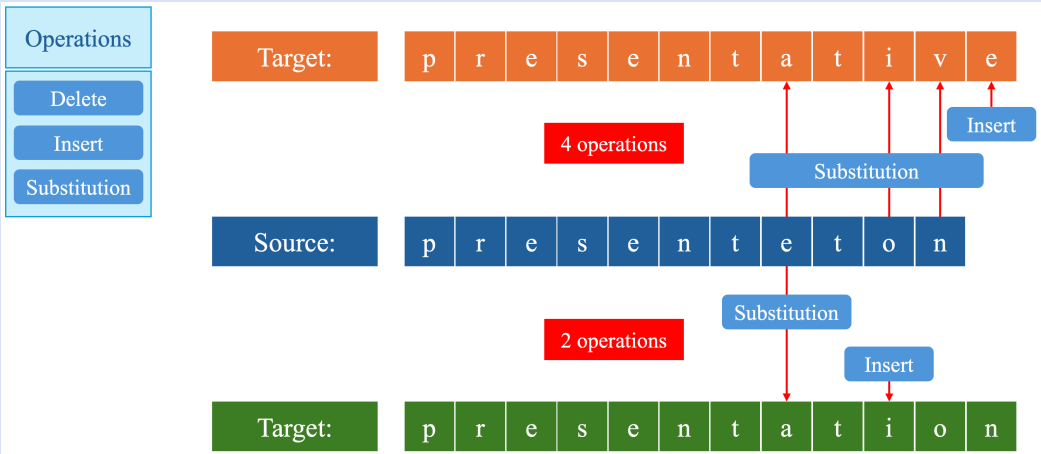 Operations
Delete
Insert
Substitution
Target: p r e s e n t a t i v e
Insert
4 operations
Substitution
Source: p r e s e n t e t o n
Substitution
2 operations
Insert
Target: p r e s e n t a t i o n